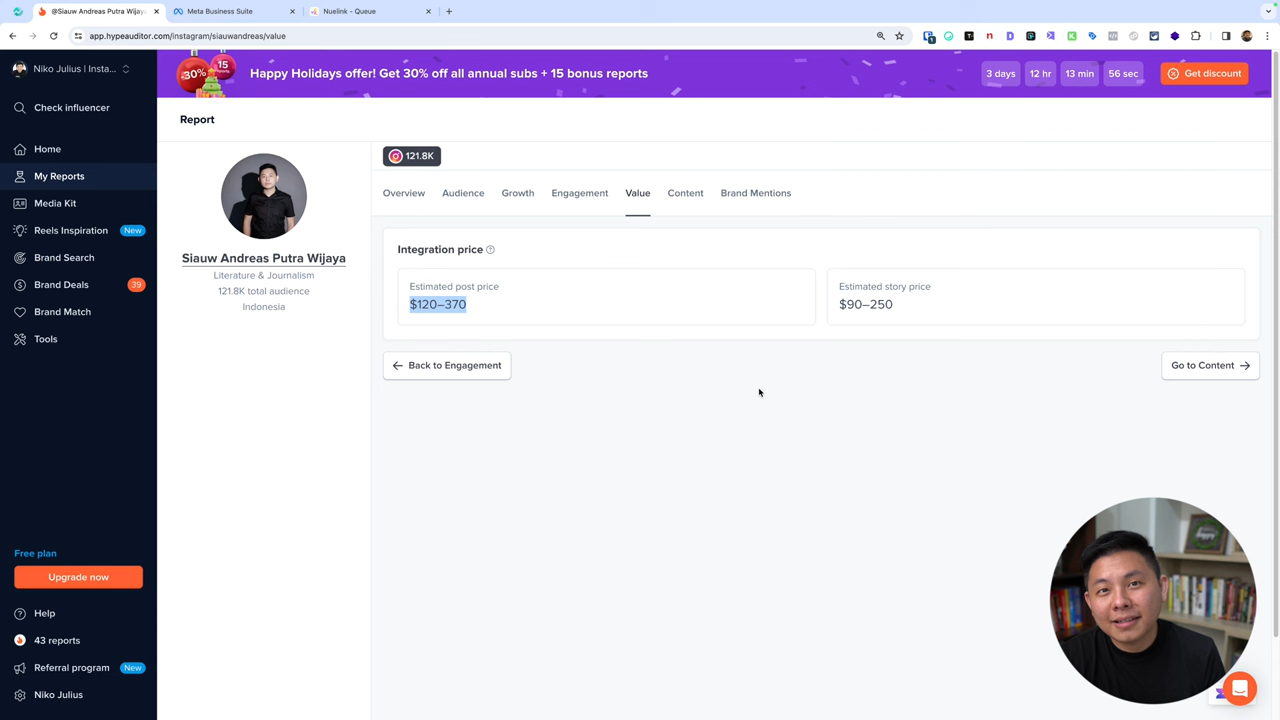 @Siauw Andreas Putra Wijaya
Meta Business Suite
Nuelink - Queue
app.hypeauditor.com/instagram/siauwandreas/value
Niko Julius | Insta...
-30%
15
Happy Holidays offer! Get 30% off all annual subs + 15 bonus reports
3 days
12 hr
13 min
56 sec
Get discount
Check influencer
Home
My Reports
Media Kit
Reels Inspiration
New
Brand Search
Brand Deals
39
Brand Match
Tools
Free plan
Upgrade now
Help
43 reports
Referral program
New
Niko Julius
Report
Siauw Andreas Putra Wijaya
Literature & Journalism
121.8K total audience
Indonesia
121.8K
Overview
Audience
Growth
Engagement
Value
Content
Brand Mentions
Integration price
Estimated post price
$120–370
Estimated story price
$90–250
Back to Engagement
Go to Content